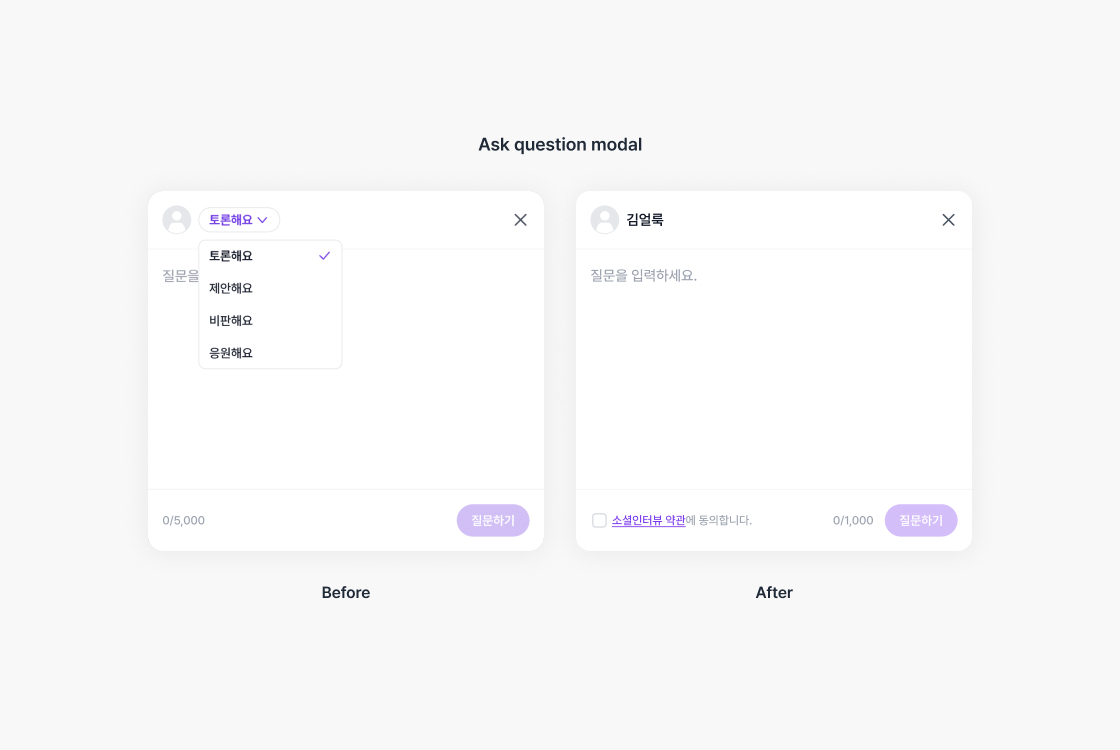 Ask question modal
토론해요
토론해요
제안해요
비판해요
응원해요
질문을
0/5,000
질문하기
Before
김얼룩
질문을 입력하세요.
소셜인터뷰 약관에 동의합니다.
0/1,000
질문하기
After